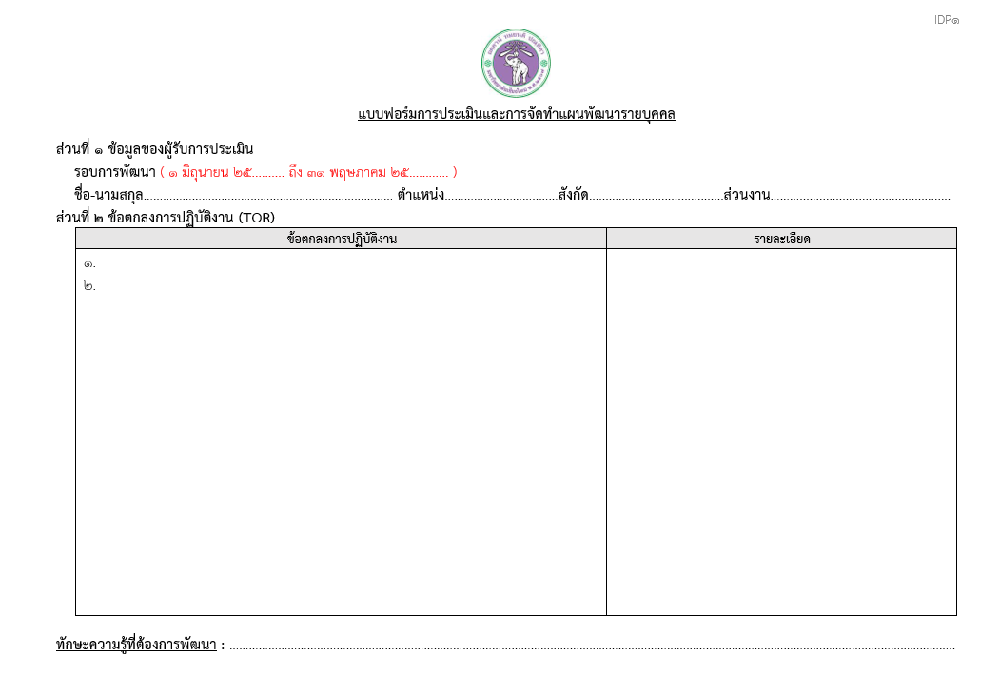 IDP๑
แบบฟอร์มการประเมินและการจัดทำแผนพัฒนารายบุคคล
ส่วนที่ ๑ ข้อมูลของผู้รับการประเมิน
รอบการพัฒนา ( ๑ มิถุนายน ๒๕.......... ถึง ๓๑ พฤษภาคม ๒๕............ )
ชื่อ-นามสกุล............................................................................. ตำแหน่ง...................................สังกัด.........................................ส่วนงาน........................................................
ส่วนที่ ๒ ข้อตกลงการปฏิบัติงาน (TOR)
ข้อตกลงการปฏิบัติงาน รายละเอียด
๑.
๒.
ทักษะความรู้ที่ต้องการพัฒนา : ................................................................................................................................................................................................................................